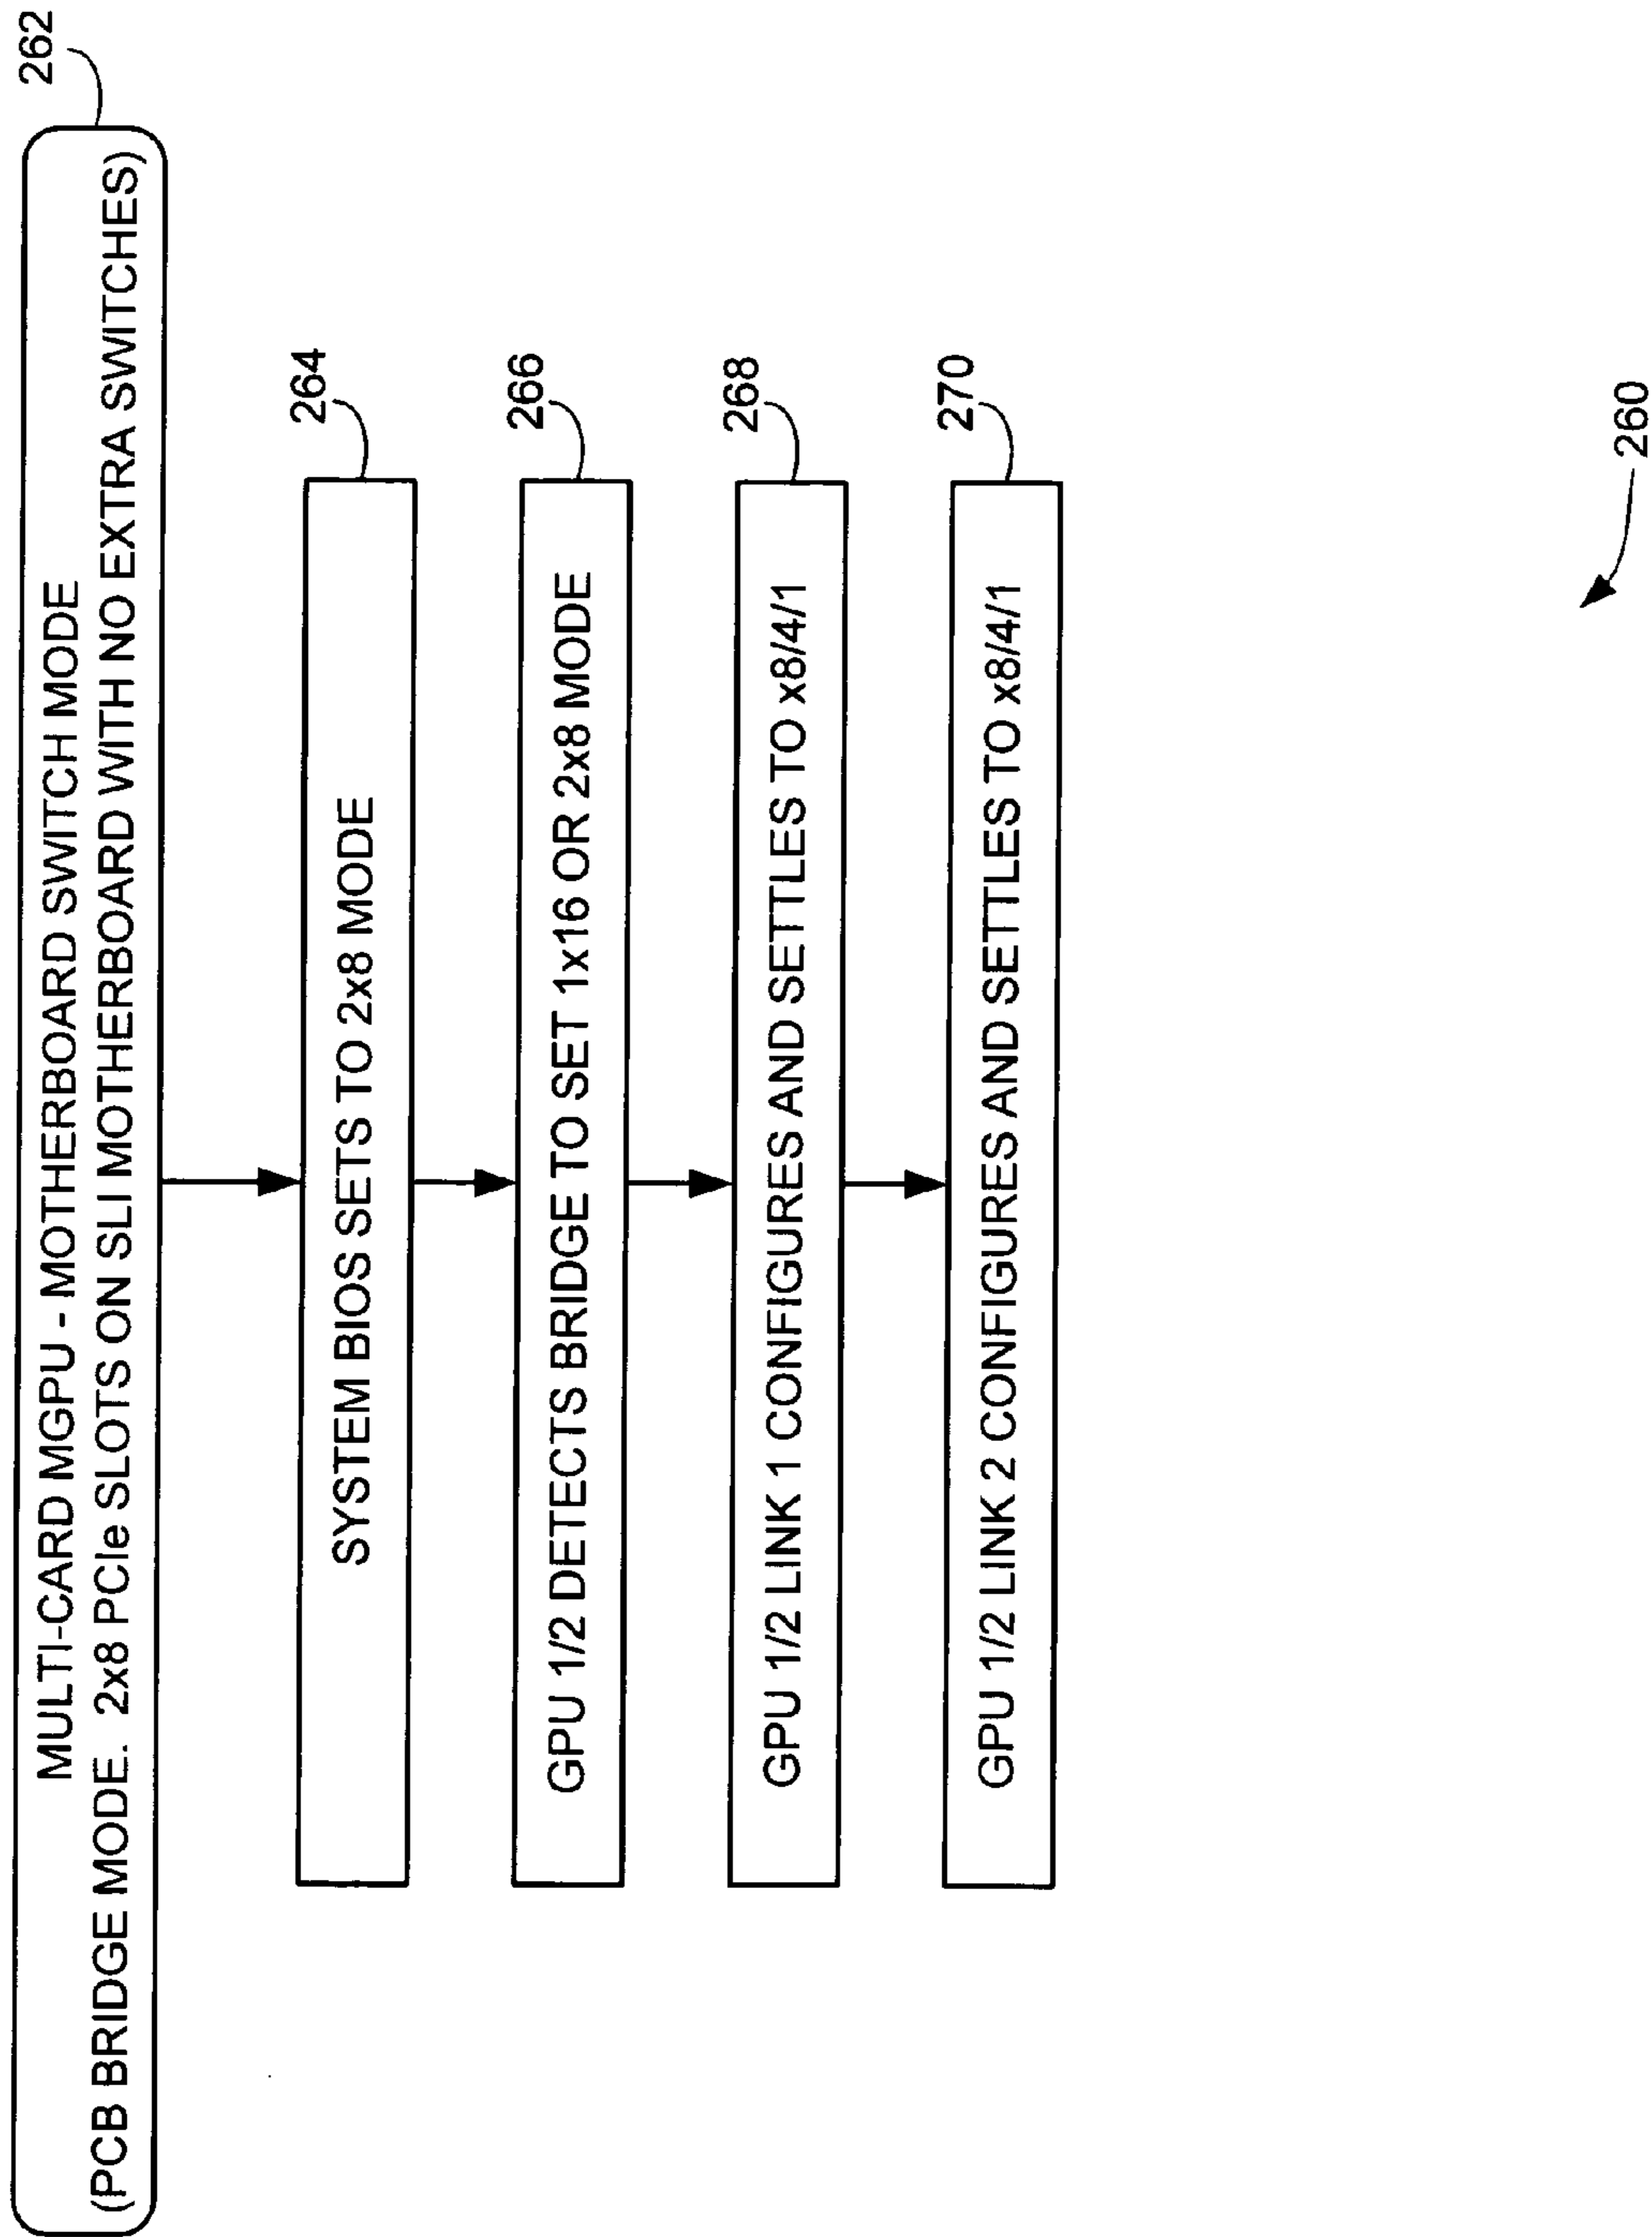 MULTI-CARD MGPU - MOTHERBOARD SWITCH MODE
(PCB BRIDGE MODE. 2x8 PCIe SLOTS ON SLI MOTHERBOARD WITH NO EXTRA SWITCHES)
262
SYSTEM BIOS SETS TO 2x8 MODE
264
GPU 1/2 DETECTS BRIDGE TO SET 1x16 OR 2x8 MODE
266
GPU 1/2 LINK 1 CONFIGURES AND SETTLES TO x8/4/1
268
GPU 1/2 LINK 2 CONFIGURES AND SETTLES TO x8/4/1
270
260